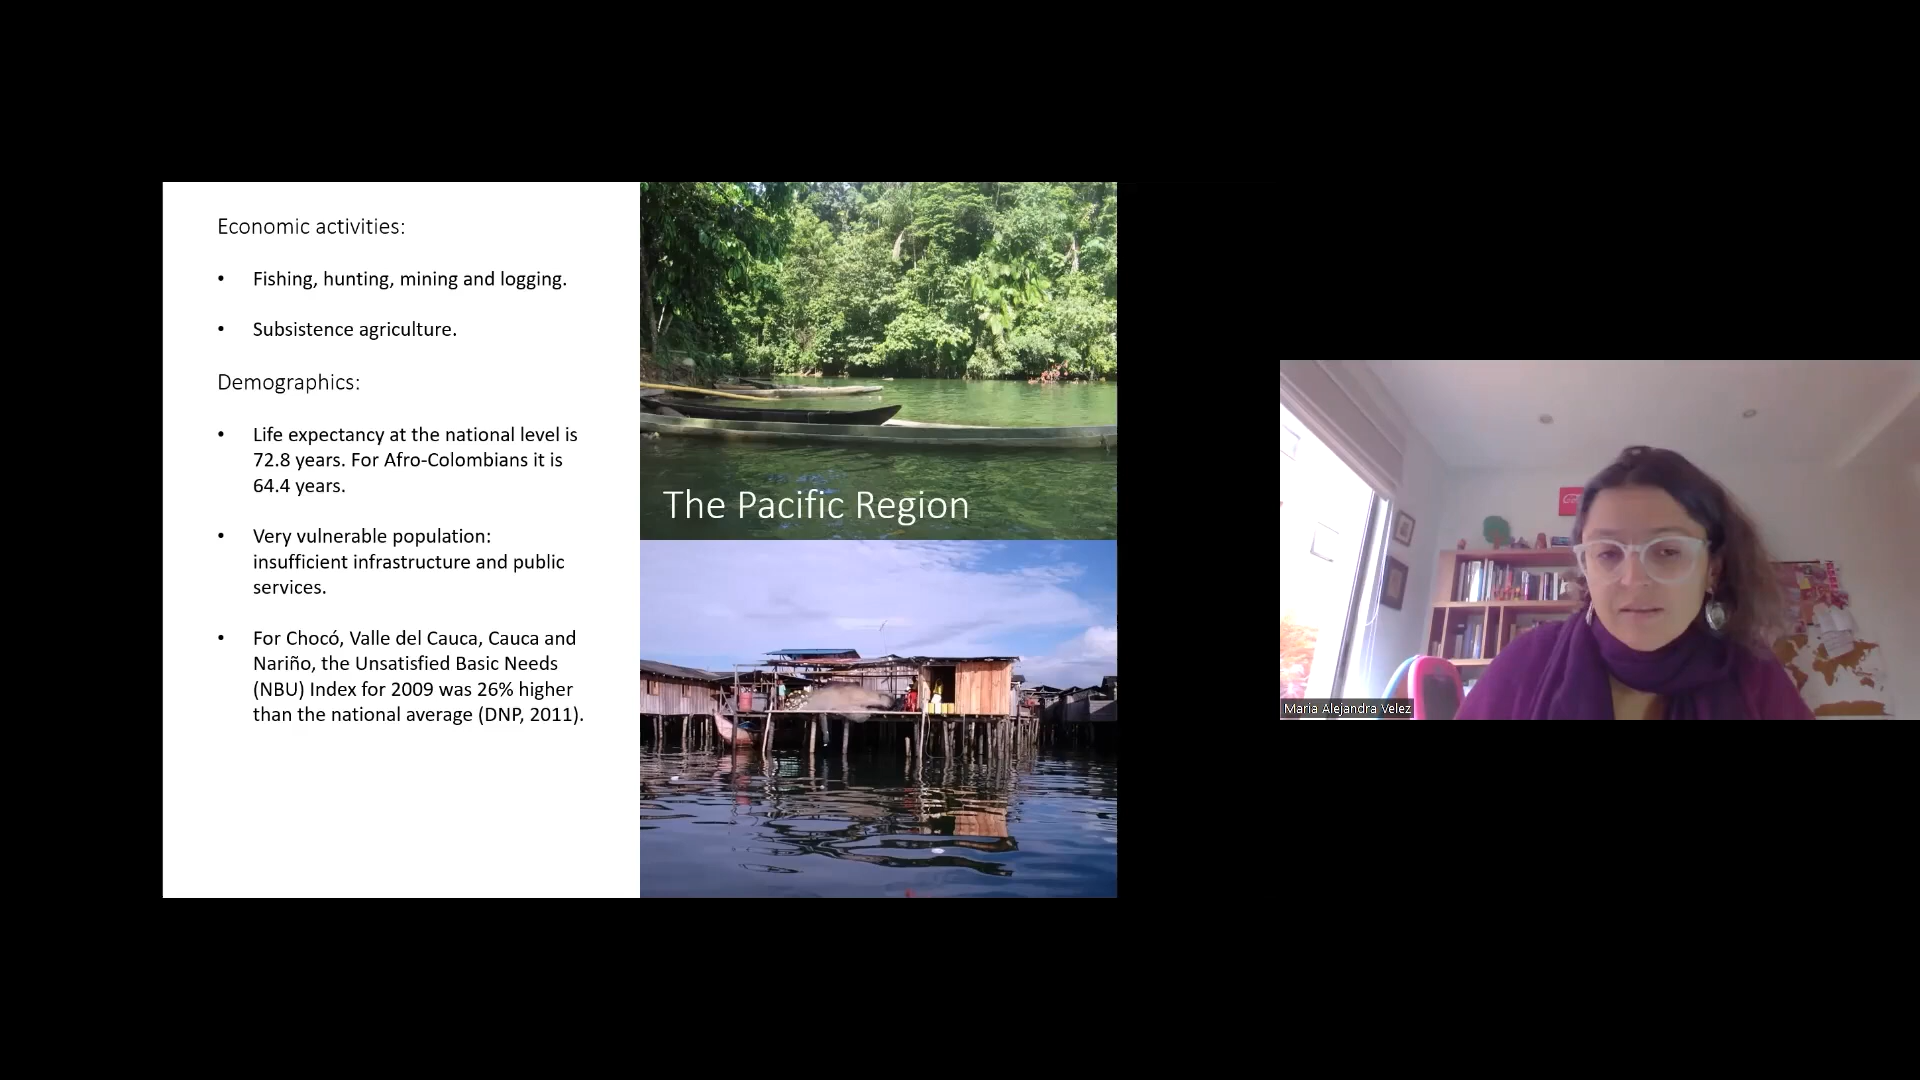 Economic activities:
• Fishing, hunting, mining and logging.
• Subsistence agriculture.
Demographics:
• Life expectancy at the national level is
72.8 years. For Afro-Colombians it is
64.4 years.
• Very vulnerable population:
insufficient infrastructure and public
services.
• For Chocó, Valle del Cauca, Cauca and
Nariño, the Unsatisfied Basic Needs
(NBU) Index for 2009 was 26% higher
than the national average (DNP, 2011).
The Pacific Region
Maria Alejandra Velez